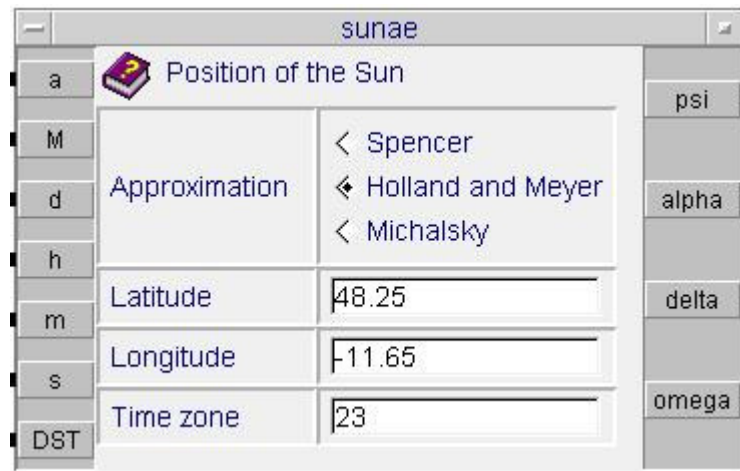 sunae
a
M
d
h
m
s
DST
Position of the Sun
Approximation
Spencer
Holland and Meyer
Michalsky
Latitude
48.25
Longitude
-11.65
Time zone
23
psi
alpha
delta
omega